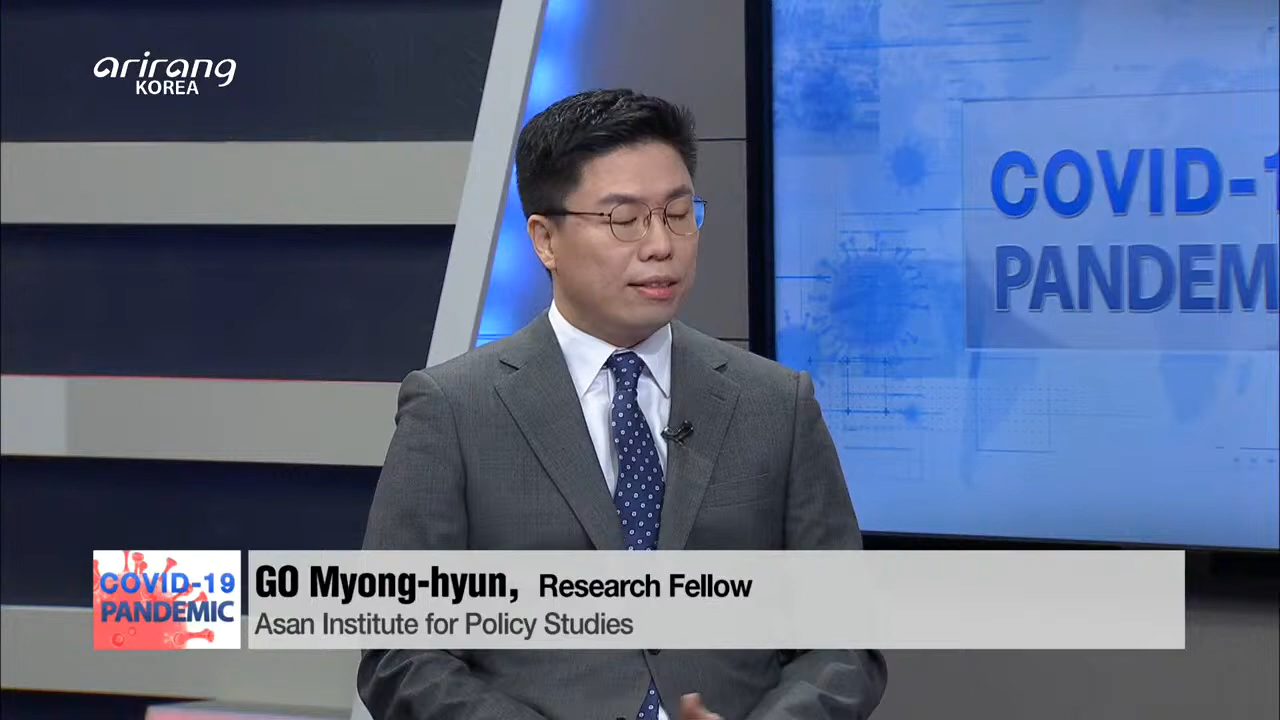 arirang
KOREA
COVID-1
PANDEM
COVID-19
PANDEMIC
GO Myong-hyun, Research Fellow
Asan Institute for Policy Studies